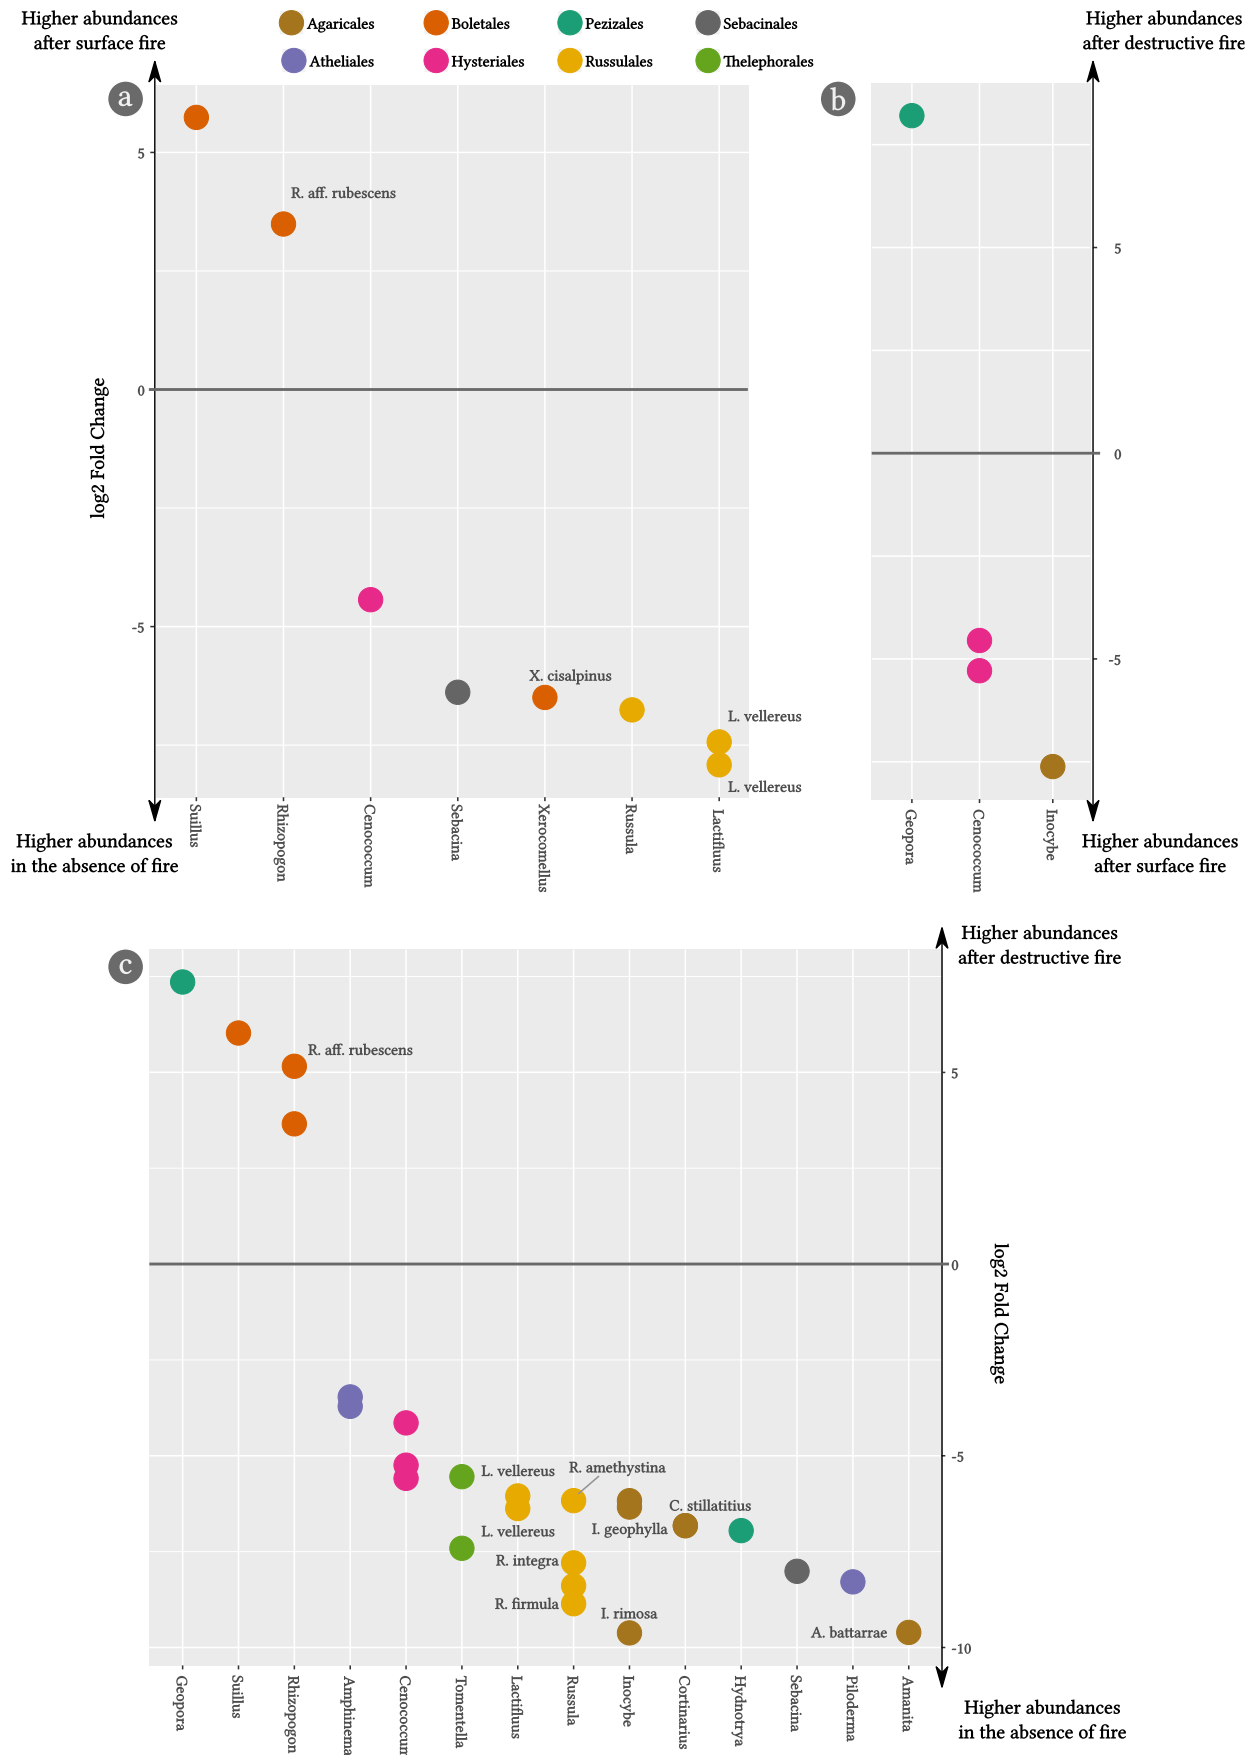 Higher abundances
after surface fire
Agaricales
Boletales
Pezizales
Sebacinales
Atheliales
Hysteriales
Russulales
Thelephorales
Higher abundances
after destructive fire
a
5
0
-5
log2 Fold Change
R. aff. rubescens
X. cisalpinus
L. vellereus
L. vellereus
Suillus
Rhizopogon
Cenococcum
Sebacina
Xerocomellus
Russula
Lactifluus
Higher abundances
in the absence of fire
b
5
0
-5
Geopora
Cenococcum
Inocybe
Higher abundances
after surface fire
c
Higher abundances
after destructive fire
R. aff. rubescens
5
0
-5
-10
log2 Fold Change
L. vellereus
R. amethystina
C. stillatitius
I. geophylla
L. vellereus
R. integra
R. firmula
I. rimosa
A. battarrae
Geopora
Suillus
Rhizopogon
Amphinema
Cenococcum
Tomentella
Lactifluus
Russula
Inocybe
Cortinarius
Hydnotrya
Sebacina
Piloderma
Amanita
Higher abundances
in the absence of fire